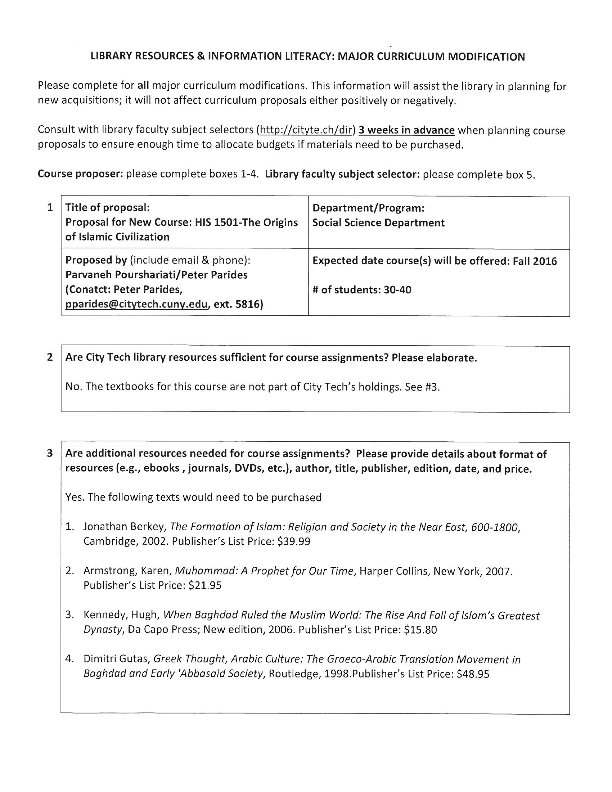 LIBRARY RESOURCES & INFORMATION LITERACY: MAJOR CURRICULUM MODIFICATION
Please complete for all major curriculum modifications. This information will assist the library in planning for
new acquisitions; it will not affect curriculum proposals either positively or negatively.
Consult with library faculty subject selectors (http://cityte.ch/dir) 3 weeks in advance when planning course
proposals to ensure enough time to allocate budgets if materials need to be purchased.
Course proposer: please complete boxes 1-4. Library faculty subject selector: please complete box 5.
1 Title of proposal:
Proposal for New Course: HIS 1501-The Origins
of Islamic Civilization
Department/Program:
Social Science Department
Proposed by (include email & phone):
Parvaneh Pourshariati/Peter Parides
(Conatct: Peter Parides,
pparides@citytech.cuny.edu, ext. 5816)
Expected date course(s) will be offered: Fall 2016
# of students: 30-40
2 Are City Tech library resources sufficient for course assignments? Please elaborate.
No. The textbooks for this course are not part of City Tech's holdings. See #3.
3 Are additional resources needed for course assignments? Please provide details about format of
resources (e.g., ebooks , journals, DVDs, etc.), author, title, publisher, edition, date, and price.
Yes. The following texts would need to be purchased
1. Jonathan Berkey, The Formation of Islam: Religion and Society in the Near East, 600-1800,
Cambridge, 2002. Publisher's List Price: $39.99
2. Armstrong, Karen, Muhammad: A Prophet for Our Time, Harper Collins, New York, 2007.
Publisher's List Price: $21.95
3. Kennedy, Hugh, When Baghdad Ruled the Muslim World: The Rise And Fall of Islam's Greatest
Dynasty, Da Capo Press; New edition, 2006. Publisher's List Price: $15.80
4. Dimitri Gutas, Greek Thought, Arabic Culture: The Graeco-Arabic Translation Movement in
Baghdad and Early 'Abbasaid Society, Routledge, 1998.Publisher's List Price: $48.95